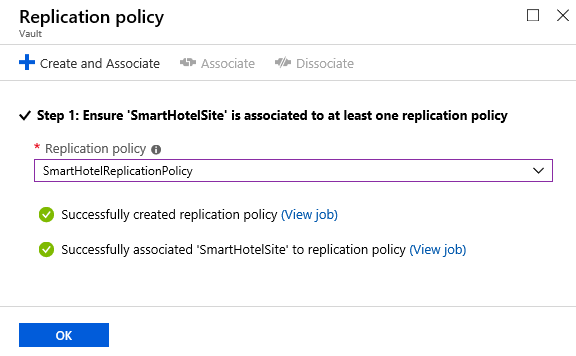 Replication policy
Vault
Create and Associate Associate Dissociate
Step 1: Ensure 'SmartHotelSite' is associated to at least one replication policy
* Replication policy
SmartHotelReplicationPolicy
Successfully created replication policy (View job)
Successfully associated 'SmartHotelSite' to replication policy (View job)
OK